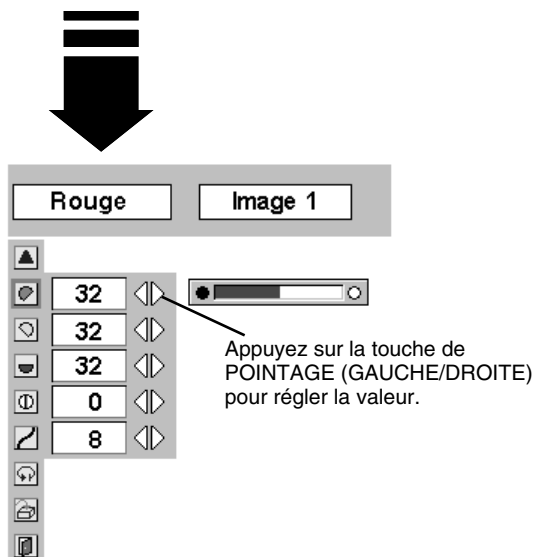 Rouge Image 1
32
32
32
0
8
Appuyez sur la touche de
POINTAGE (GAUCHE/DROITE)
pour régler la valeur.